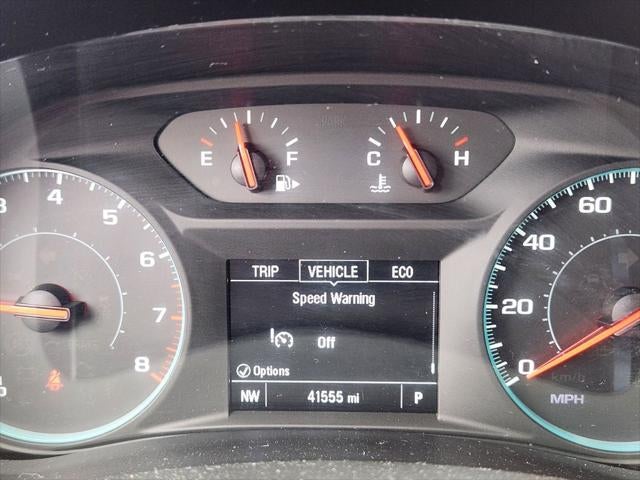 E F C H
3 4 5 6 7 8
TRIP VEHICLE ECO
Speed Warning
Off
Options
NW 41555 mi P
60
40
20
0
km/h
MPH